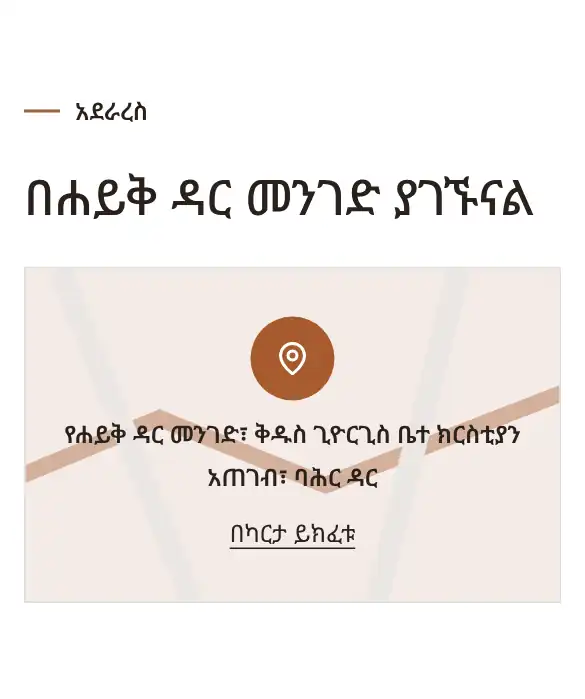 አደራረስ
በሐይቅ ዳር መንገድ ያገኙናል
የሐይቅ ዳር መንገድ፣ ቅዱስ ጊዮርጊስ ቤተ ክርስቲያን
አጠገብ፣ ባሕር ዳር
በካርታ ይክፈቱ